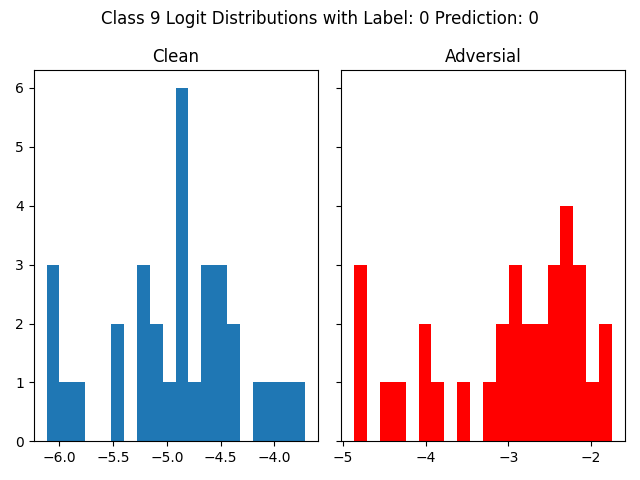 Class 9 Logit Distributions with Label: 0 Prediction: 0
Clean
Adversial
6
5
4
3
2
1
0
−6.0 −5.5 −5.0 −4.5 −4.0
−5 −4 −3 −2